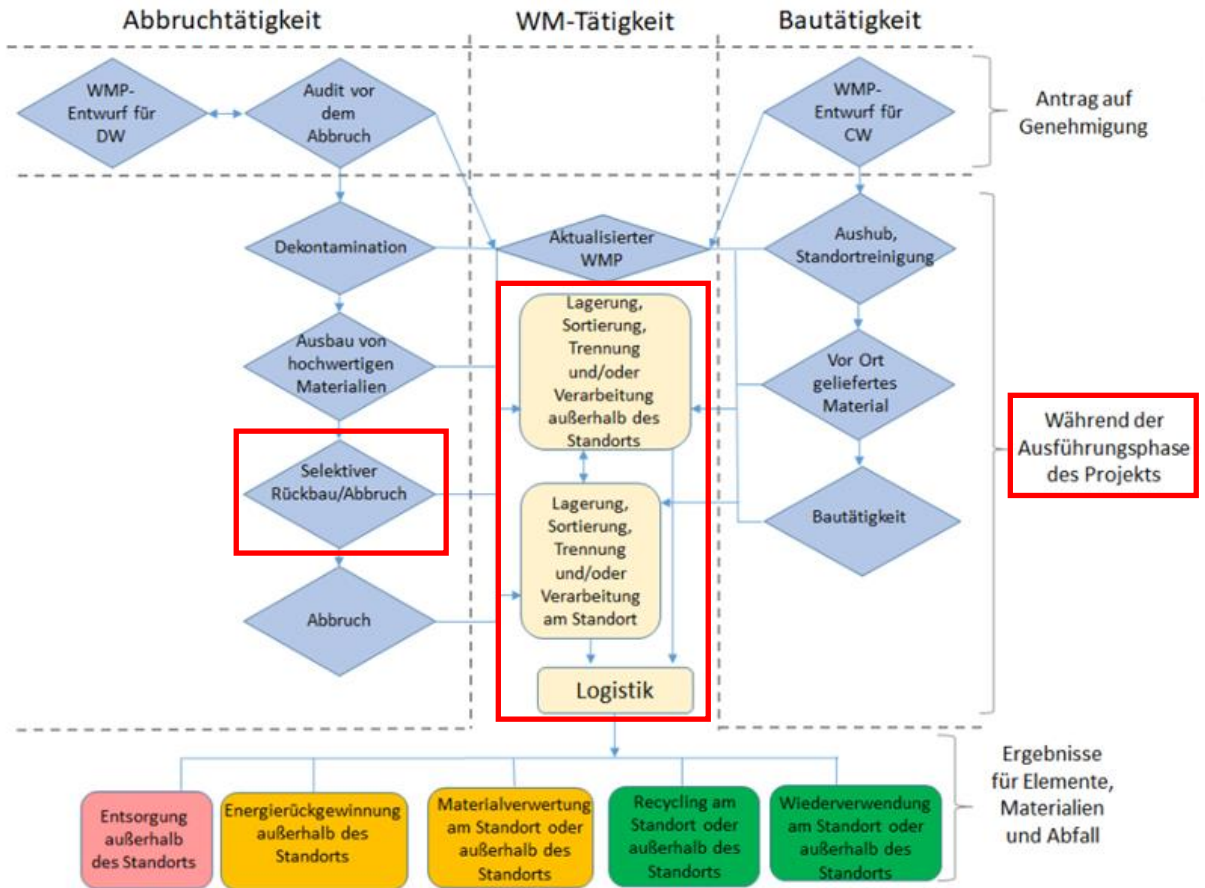 Abbruchtätigkeit
WM-Tätigkeit
Bautätigkeit
WMP-
Entwurf für
DW
Audit vor
dem
Abbruch
WMP-
Entwurf für
CW
Antrag auf
Genehmigung
Dekontamination
Aktualisierter
WMP
Aushub,
Standortreinigung
Ausbau von
hochwertigen
Materialien
Lagerung,
Sortierung,
Trennung
und/oder
Verarbeitung
außerhalb des
Standorts
Vor Ort
geliefertes
Material
Während der
Ausführungsphase
des Projekts
Selektiver
Rückbau/Abbruch
Lagerung,
Sortierung,
Trennung
und/oder
Verarbeitung
am Standort
Bautätigkeit
Abbruch
Logistik
Entsorgung
außerhalb
des Standorts
Energierückgewinnung
außerhalb des
Standorts
Materialverwertung
am Standort oder
außerhalb des
Standorts
Recycling am
Standort oder
außerhalb des
Standorts
Wiederverwendung
am Standort oder
außerhalb des
Standorts
Ergebnisse
für Elemente,
Materialien
und Abfall